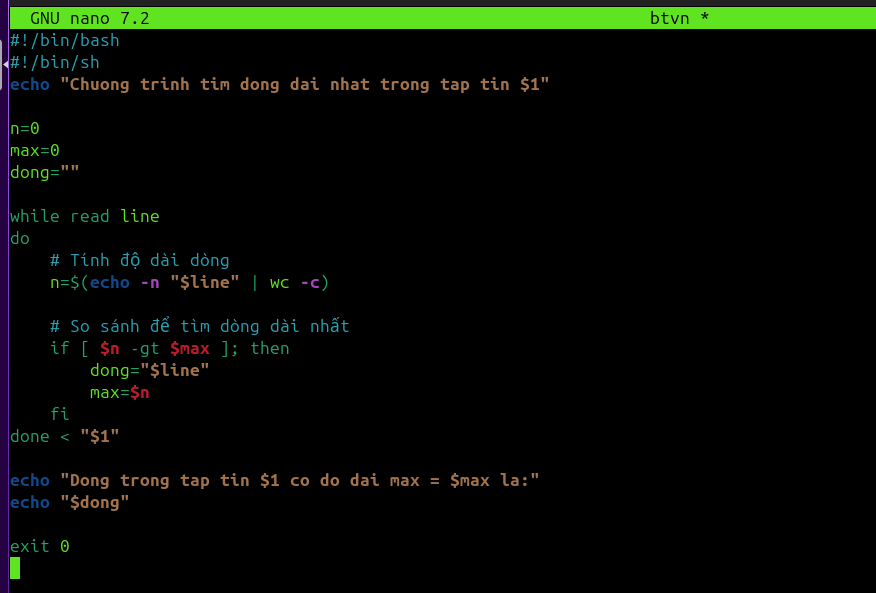 GNU nano 7.2 btvn *
#!/bin/bash
#!/bin/sh
echo "Chuong trinh tim dong dai nhat trong tap tin $1"
n=0
max=0
dong=""
while read line
do
# Tính độ dài dòng
n=$(echo -n "$line" | wc -c)
# So sánh để tìm dòng dài nhất
if [ $n -gt $max ]; then
dong="$line"
max=$n
fi
done < "$1"
echo "Dong trong tap tin $1 co do dai max = $max la:"
echo "$dong"
exit 0